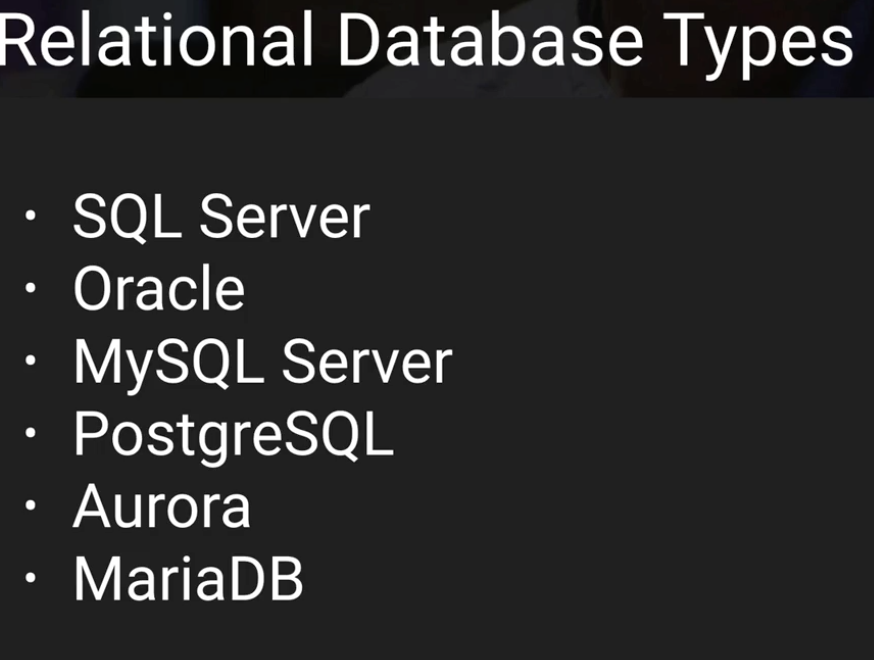 Relational Database Types
• SQL Server
• Oracle
• MySQL Server
• PostgreSQL
• Aurora
• MariaDB